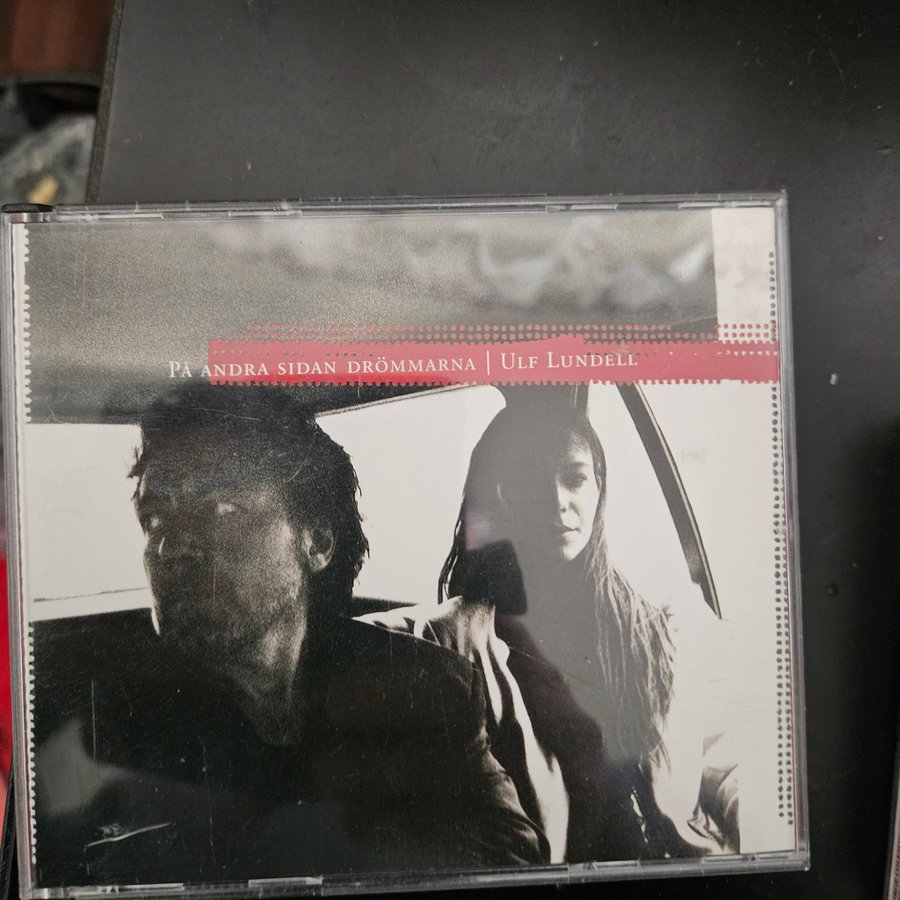 På andra sidan drömmarna | Ulf Lundell